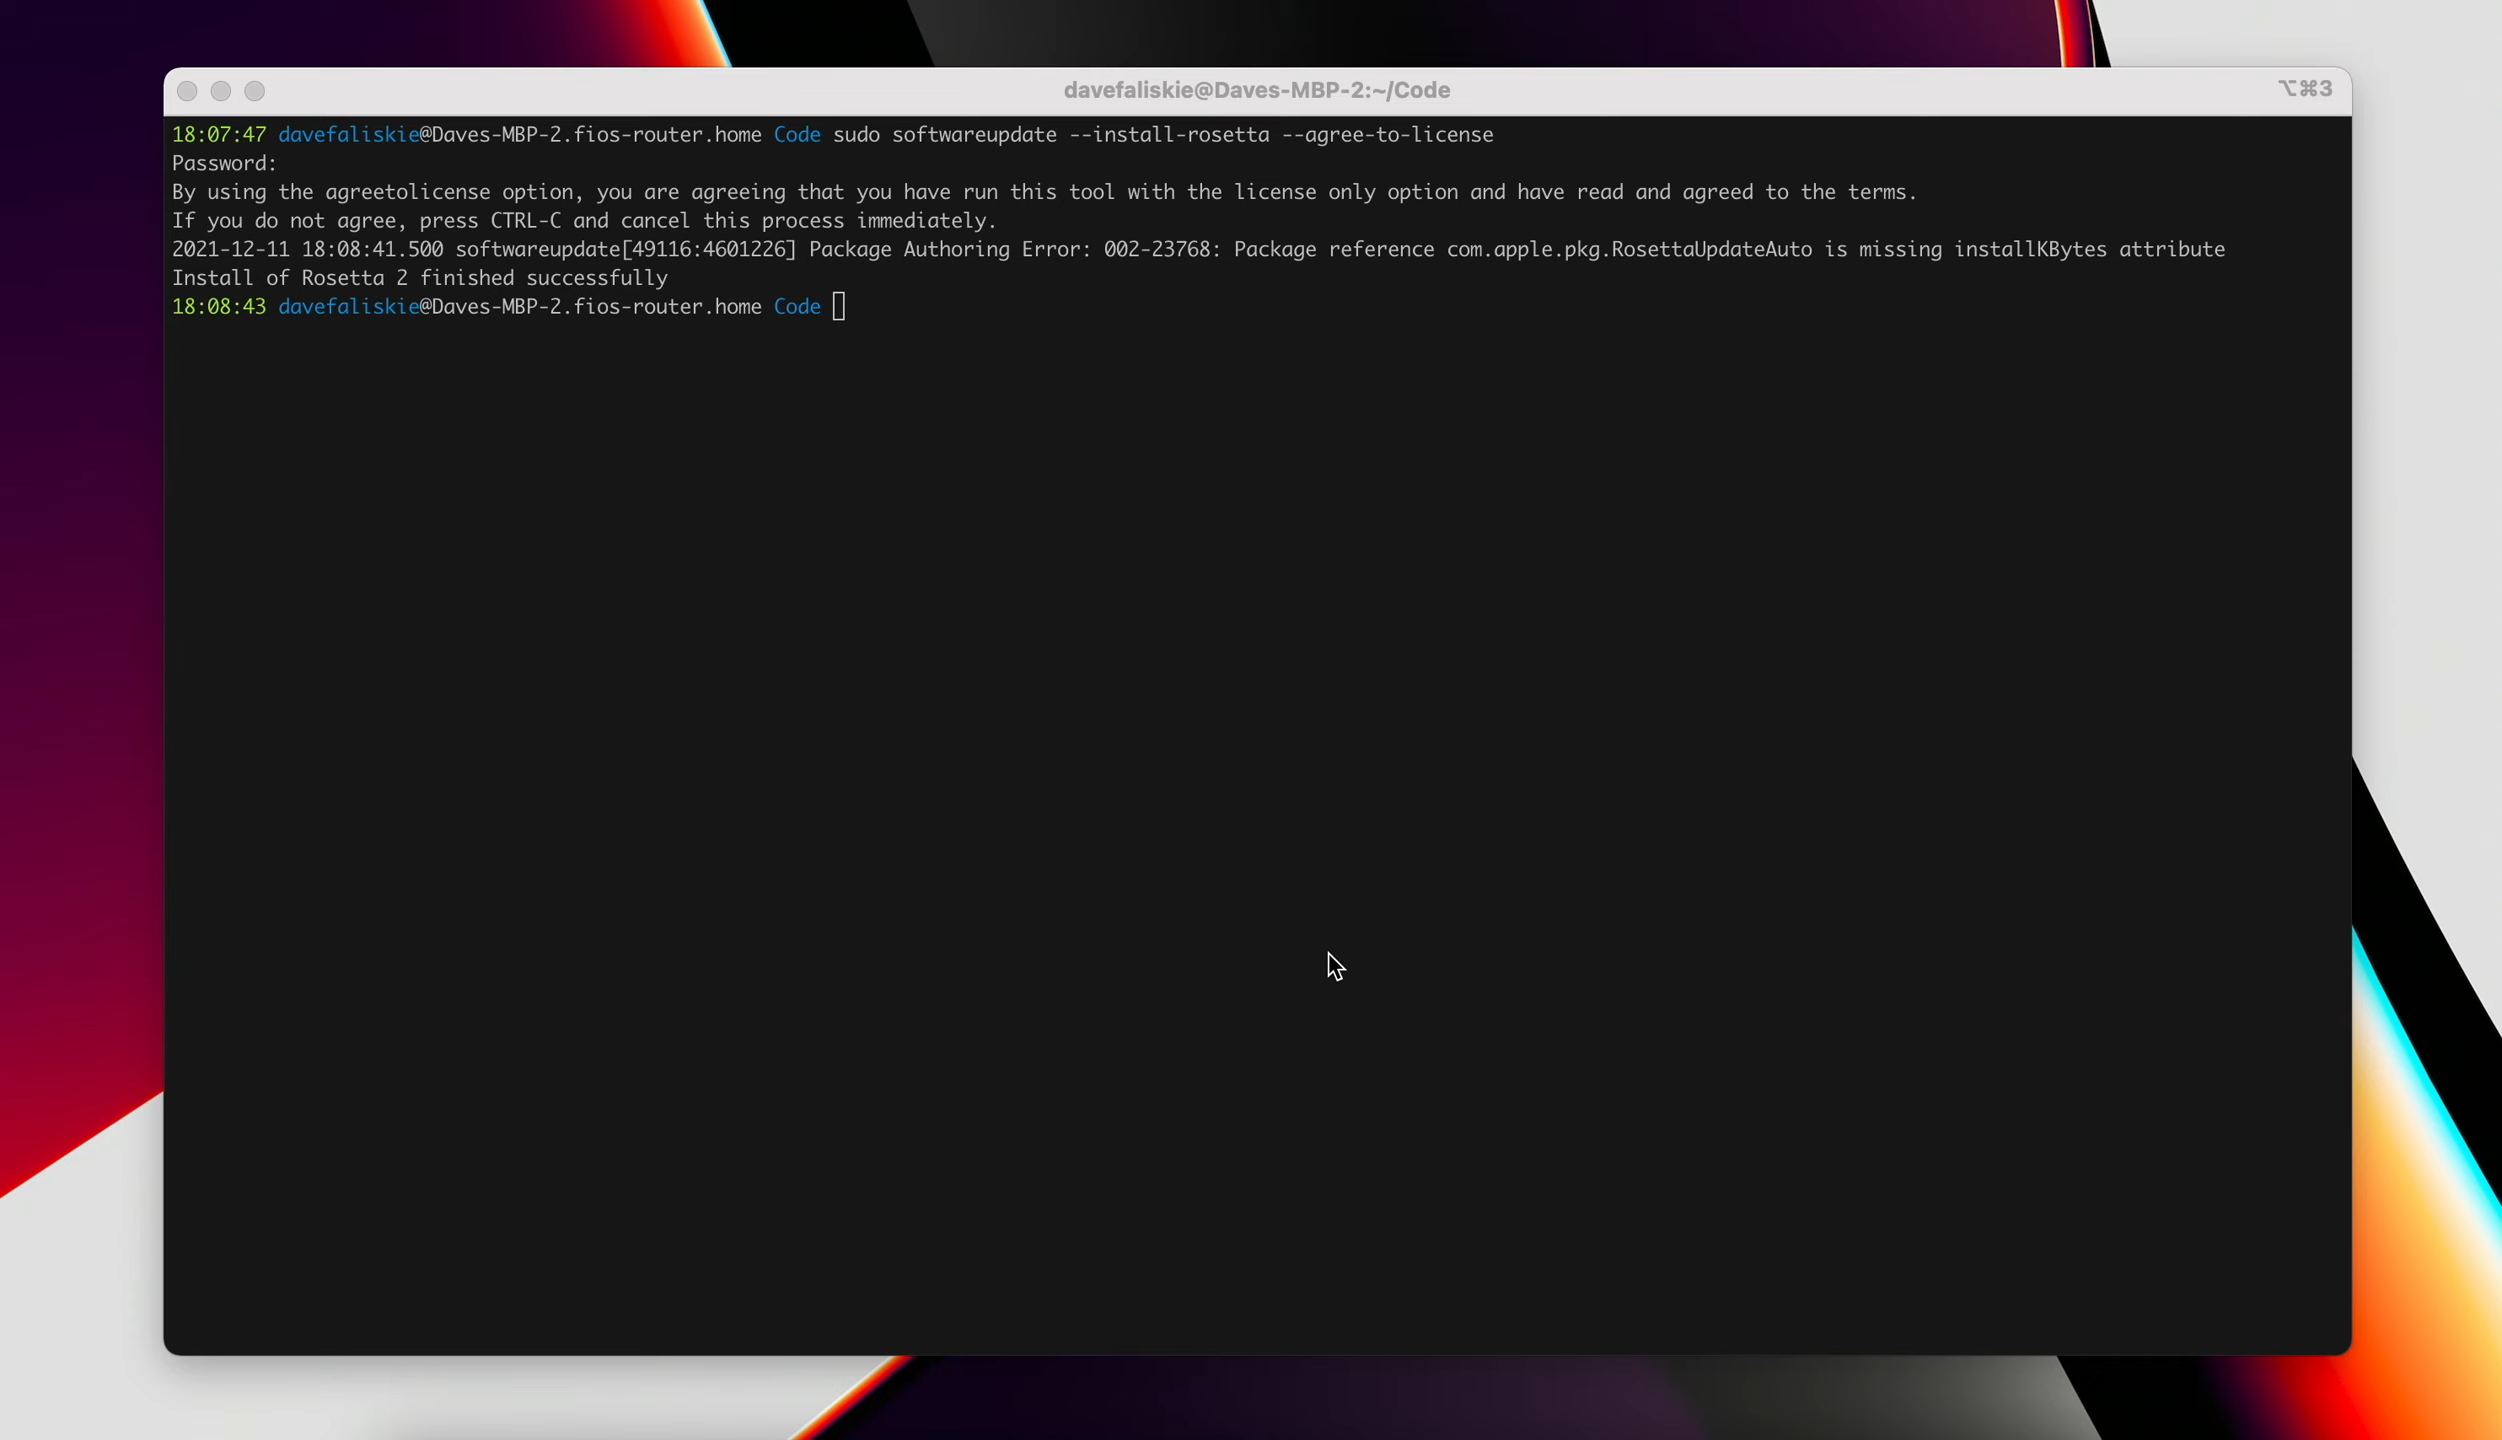 davefaliskie@Daves-MBP-2:~/Code
⌥⌘3
18:07:47 davefaliskie@Daves-MBP-2.fios-router.home Code sudo softwareupdate --install-rosetta --agree-to-license
Password:
By using the agreetolicense option, you are agreeing that you have run this tool with the license only option and have read and agreed to the terms.
If you do not agree, press CTRL-C and cancel this process immediately.
2021-12-11 18:08:41.500 softwareupdate[49116:4601226] Package Authoring Error: 002-23768: Package reference com.apple.pkg.RosettaUpdateAuto is missing installKBytes attribute
Install of Rosetta 2 finished successfully
18:08:43 davefaliskie@Daves-MBP-2.fios-router.home Code